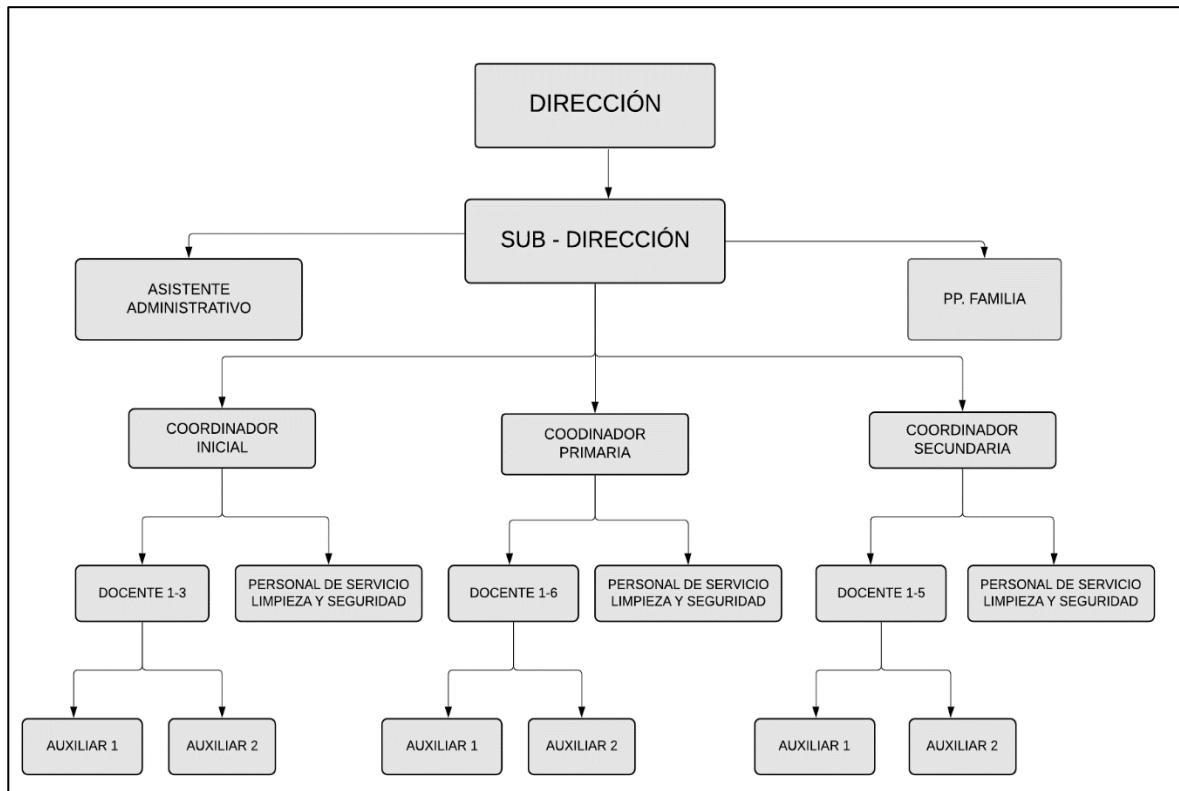 DIRECCIÓN
SUB - DIRECCIÓN
ASISTENTE
ADMINISTRATIVO
PP. FAMILIA
COORDINADOR
INICIAL
COODINADOR
PRIMARIA
COORDINADOR
SECUNDARIA
DOCENTE 1-3
PERSONAL DE SERVICIO
LIMPIEZA Y SEGURIDAD
DOCENTE 1-6
PERSONAL DE SERVICIO
LIMPIEZA Y SEGURIDAD
DOCENTE 1-5
PERSONAL DE SERVICIO
LIMPIEZA Y SEGURIDAD
AUXILIAR 1
AUXILIAR 2
AUXILIAR 1
AUXILIAR 2
AUXILIAR 1
AUXILIAR 2